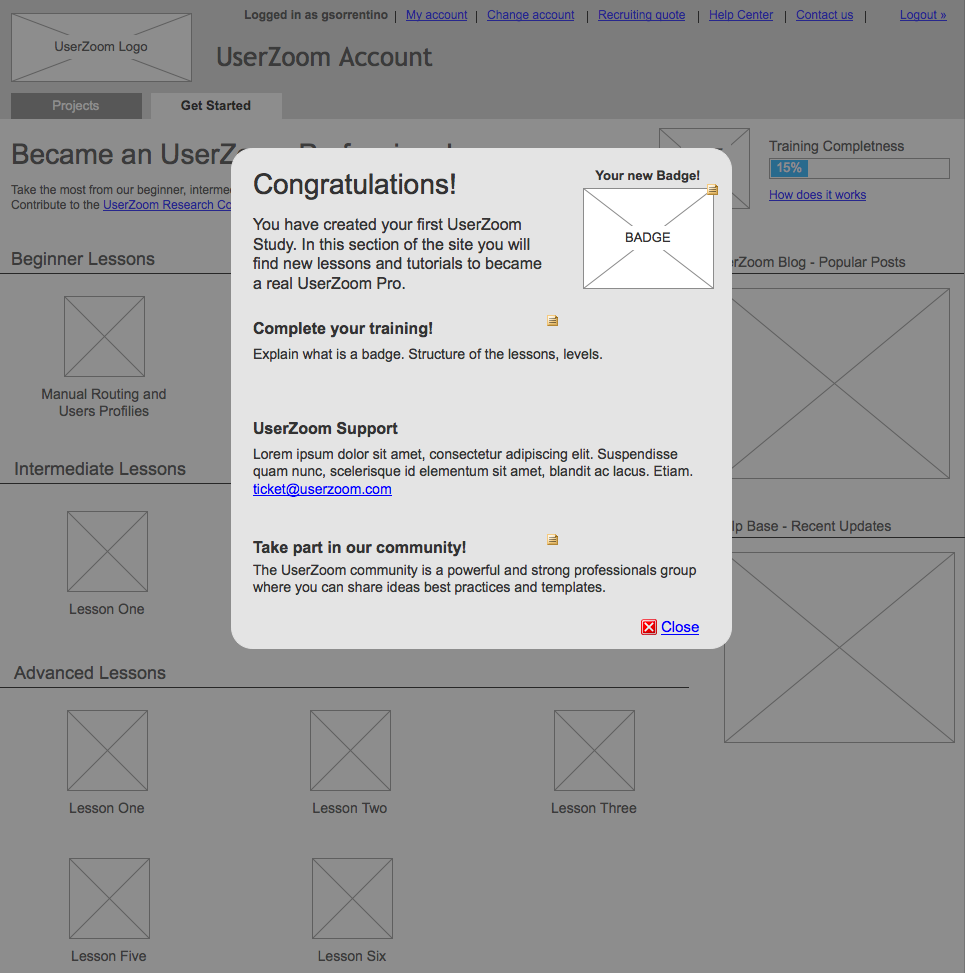 Logged in as gsorrentino | My account | Change account | Recruiting quote | Help Center | Contact us | Logout »
UserZoom Logo
UserZoom Account
Projects
Get Started
Became an UserZ
Take the most from our beginner, interme
Contribute to the UserZoom Research Co
Training Completness
15%
How does it works
Congratulations!
Your new Badge!
BADGE
You have created your first UserZoom
Study. In this section of the site you will
find new lessons and tutorials to became
a real UserZoom Pro.
Complete your training!
Explain what is a badge. Structure of the lessons, levels.
UserZoom Support
Lorem ipsum dolor sit amet, consectetur adipiscing elit. Suspendisse
quam nunc, scelerisque id elementum sit amet, blandit ac lacus. Etiam.
ticket@userzoom.com
Take part in our community!
The UserZoom community is a powerful and strong professionals group
where you can share ideas best practices and templates.
Close
Beginner Lessons
Manual Routing and
Users Profilies
Intermediate Lessons
Lesson One
Advanced Lessons
Lesson One
Lesson Two
Lesson Three
Lesson Five
Lesson Six
rZoom Blog - Popular Posts
lp Base - Recent Updates